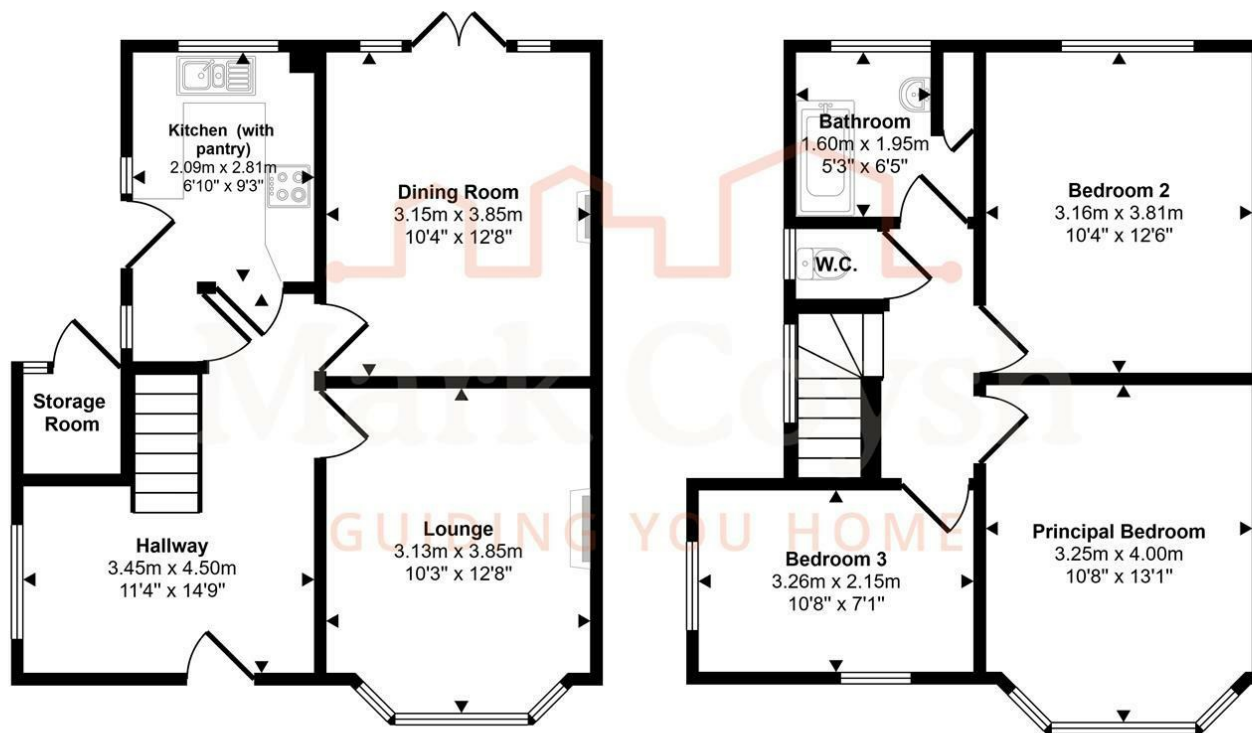 Kitchen (with
pantry)
2.09m x 2.81m
6'10" x 9'3"
Dining Room
3.15m x 3.85m
10'4" x 12'8"
Storage
Room
Hallway
3.45m x 4.50m
11'4" x 14'9"
Lounge
3.13m x 3.85m
10'3" x 12'8"
Bathroom
1.60m x 1.95m
5'3" x 6'5"
W.C.
Bedroom 2
3.16m x 3.81m
10'4" x 12'6"
Bedroom 3
3.26m x 2.15m
10'8" x 7'1"
Principal Bedroom
3.25m x 4.00m
10'8" x 13'1"
Mark Coysh
GUIDING YOU HOME